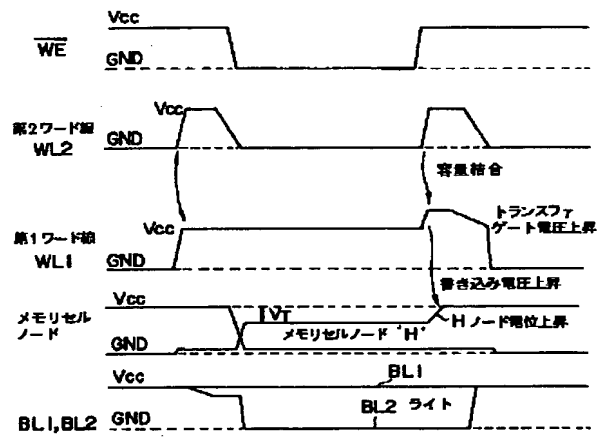 Vcc
WE
GND
Vcc
第2ワード線
GND
WL2
容量結合
トランスファ
ゲート電圧上昇
Vcc
第1ワード線
GND
WL1
書き込み電圧上昇
Vcc
VT
Hノード電位上昇
メモリセル
ノード
メモリセルノード 'H'
GND
Vcc
BL1
BL2 ライト
GND
BL1,BL2